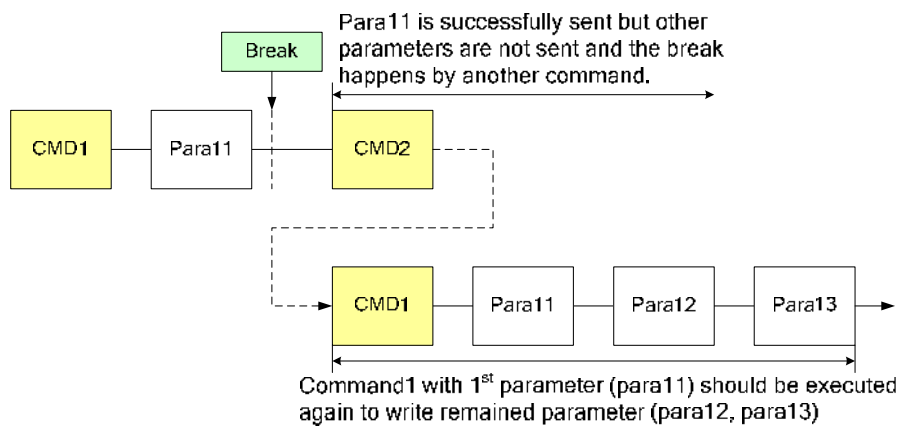 Para11 is successfully sent but other
parameters are not sent and the break
happens by another command.
Break
CMD1
Para11
CMD2
CMD1
Para11
Para12
Para13
Command1 with 1st parameter (para11) should be executed
again to write remained parameter (para12, para13)